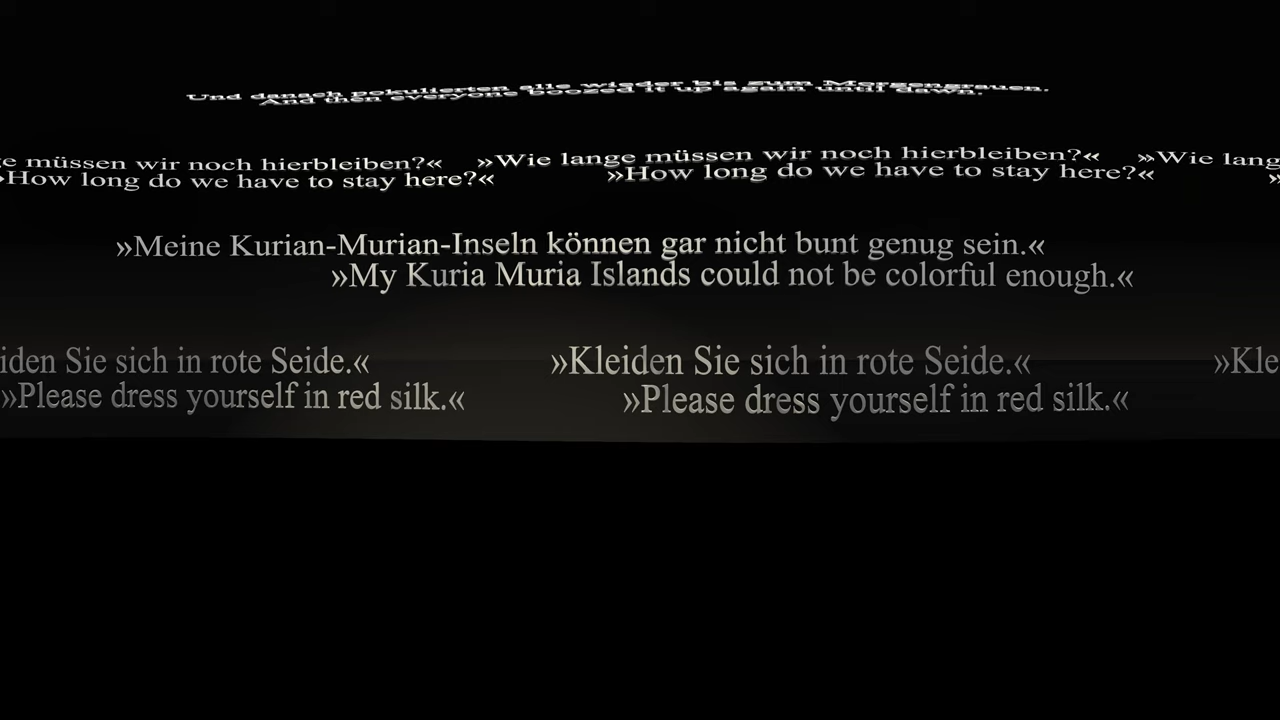 Und danach pokulierten alle wieder bis zum Morgengrauen.
And then everyone boozed it up again until dawn.
e müssen wir noch hierbleiben?« »Wie lange müssen wir noch hierbleiben?« »Wie lang
»How long do we have to stay here?« »How long do we have to stay here?« »
»Meine Kurian-Murian-Inseln können gar nicht bunt genug sein.«
»My Kuria Muria Islands could not be colorful enough.«
iden Sie sich in rote Seide.« »Kleiden Sie sich in rote Seide.« »Kle
»Please dress yourself in red silk.« »Please dress yourself in red silk.«